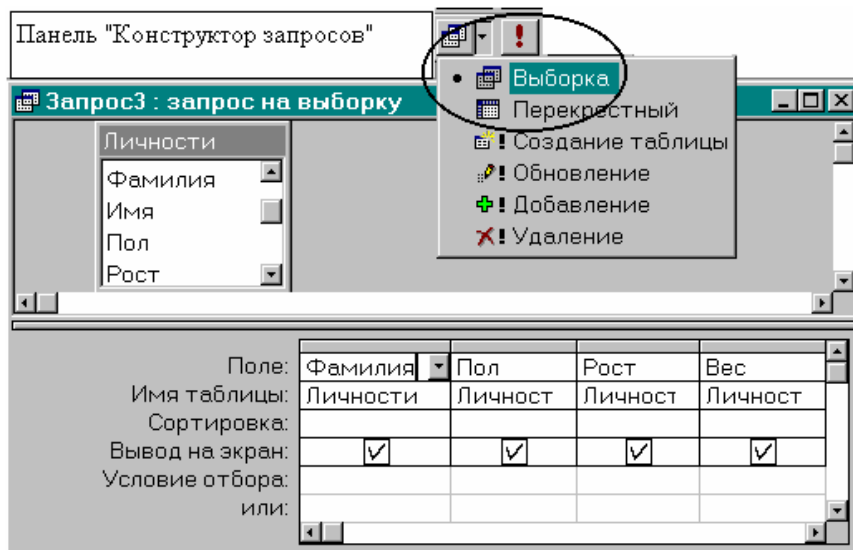 Панель "Конструктор запросов"
Выборка
Перекрестный
Создание таблицы
Обновление
Добавление
Удаление
Запрос3 : запрос на выборку
Личности
Фамилия
Имя
Пол
Рост
Поле: Фамилия Пол Рост Вес
Имя таблицы: Личности Личност Личност Личност
Сортировка:
Вывод на экран:
Условие отбора:
или: